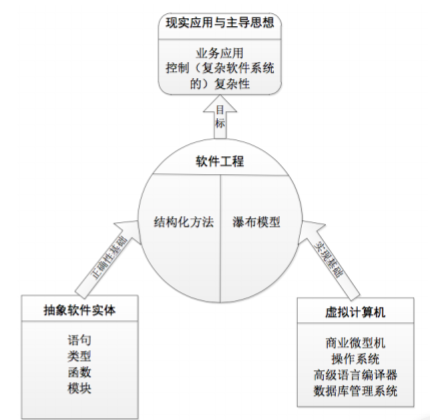 现实应用与主导思想
业务应用
控制（复杂软件系统
的）复杂性
目
标
软件工程
结构化方法
瀑布模型
正确性基础
实现基础
抽象软件实体
语句
类型
函数
模块
虚拟计算机
商业微型机
操作系统
高级语言编译器
数据库管理系统